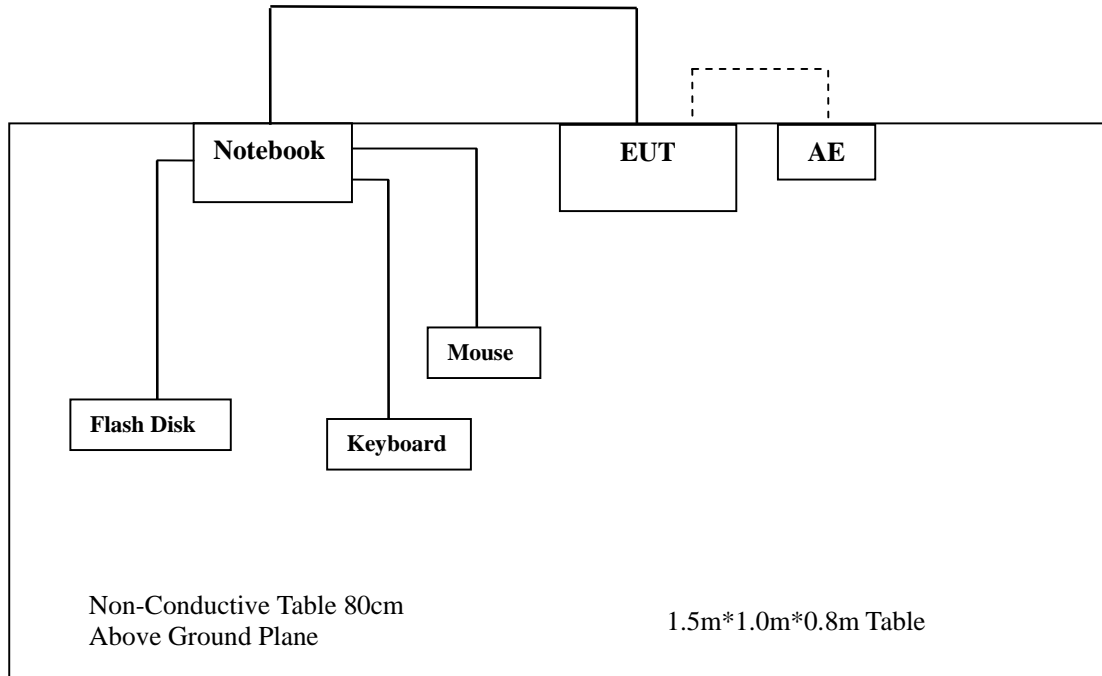 Notebook
EUT
AE
Mouse
Flash Disk
Keyboard
Non-Conductive Table 80cm
Above Ground Plane
1.5m*1.0m*0.8m Table